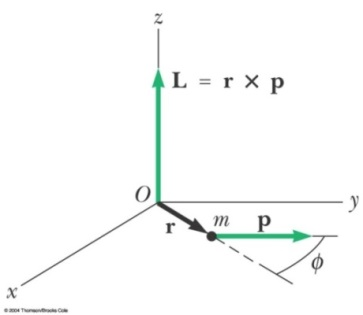 z
L = r × p
O
y
r
m
p
ϕ
x
© 2004 Thomson/Brooks Cole